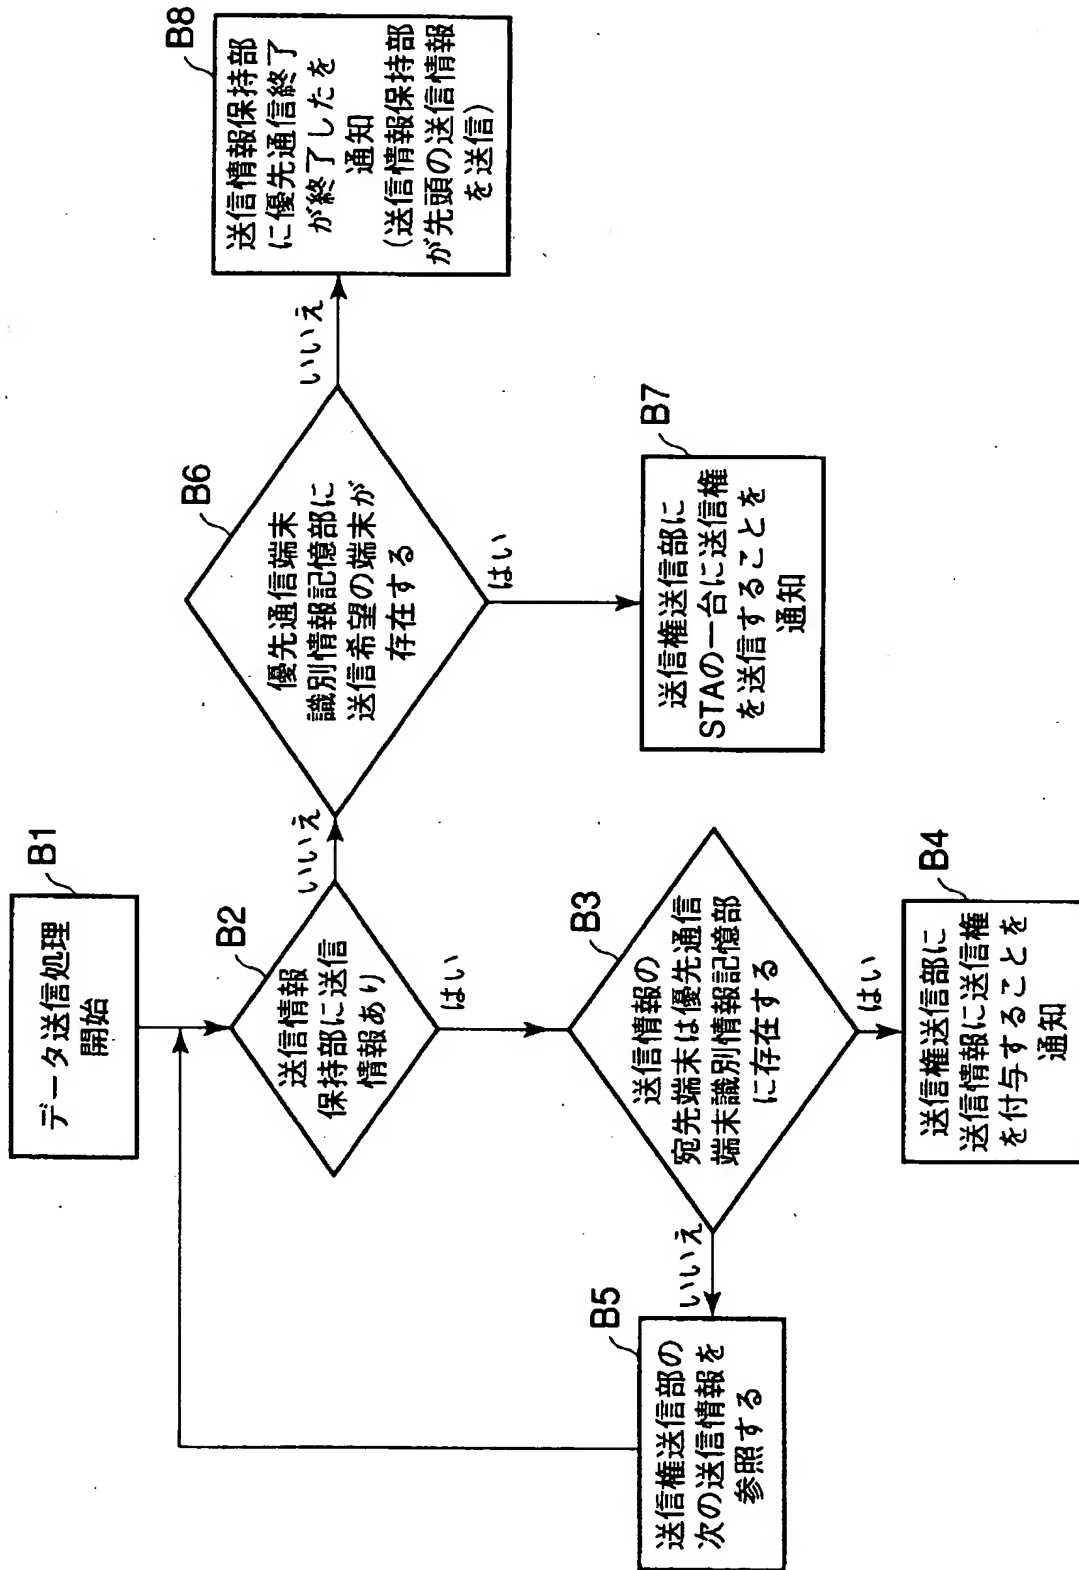 B1
データ送信処理
開始
B2
送信情報
保持部に送信
情報あり
いいえ
はい
B3
送信情報の
宛先端末は優先通信
端末識別情報記憶部
に存在する
いいえ
はい
B4
送信権送信部に
送信情報に送信権
を付与することを
通知
B5
送信権送信部の
次の送信情報を
参照する
B6
優先通信端末
識別情報記憶部に
送信希望の端末が
存在する
いいえ
はい
B7
送信権送信部に
STAの一台に送信権
を送信することを
通知
B8
送信情報保持部
に優先通信終了
が終了したを
通知
(送信情報保持部
が先頭の送信情報
を送信)